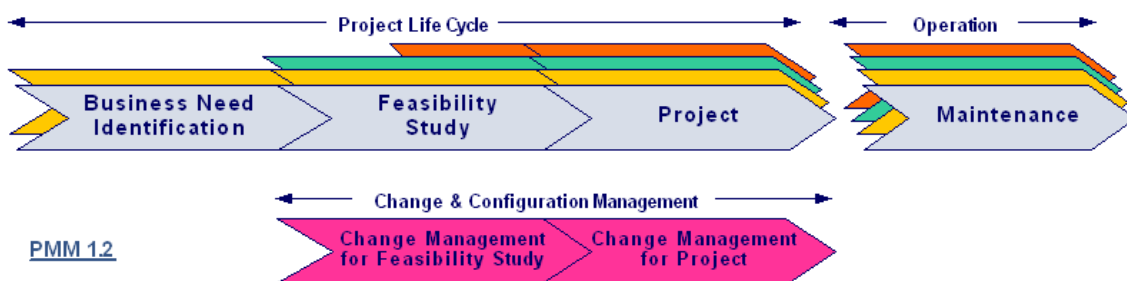 Project Life Cycle
Operation
Business Need
Identification
Feasibility
Study
Project
Maintenance
Change & Configuration Management
Change Management
for Feasibility Study
Change Management
for Project
PMM 1.2